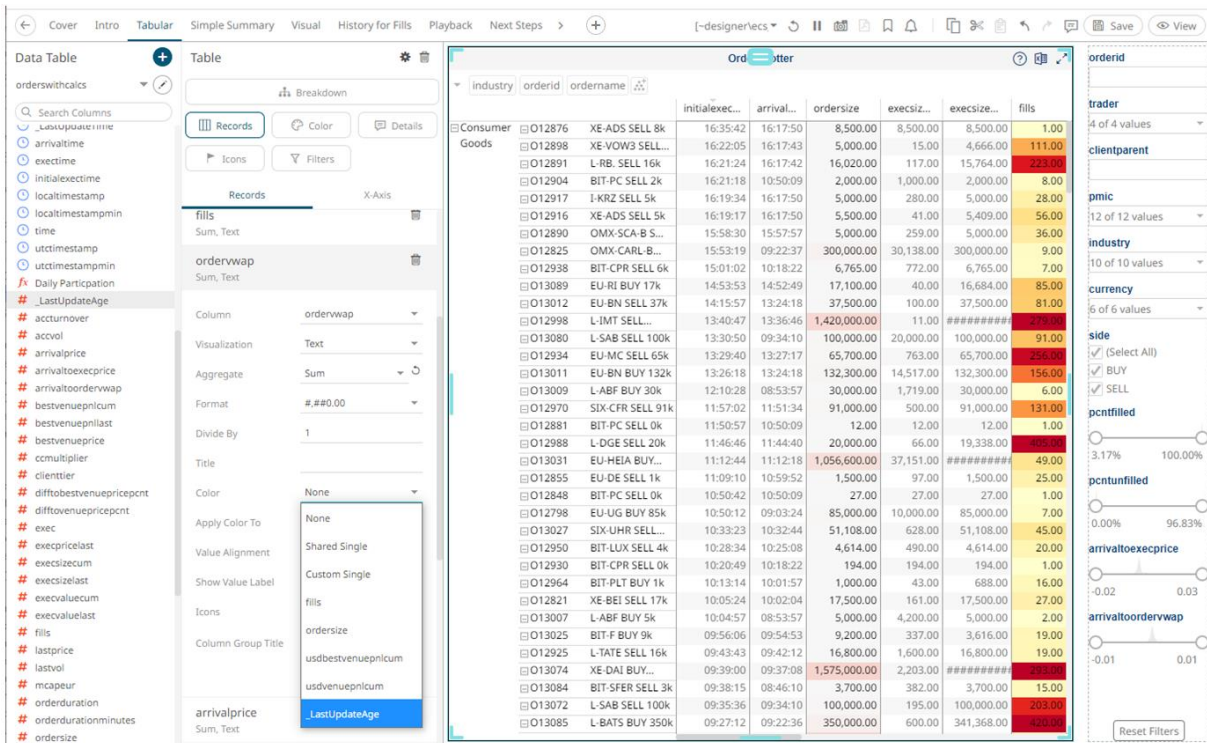 Cover Intro Tabular Simple Summary Visual History for Fills Playback Next Steps > + [~designer\ecs Save View
Data Table
orderswithcalcs
Search Columns
_LastUpdateTime
arrivaltime
exectime
initialexectime
localtimestamp
localtimestampmin
time
utctimestamp
utctimestampmin
fx Daily Particpation
# _LastUpdateAge
# accturnover
# accvol
# arrivalprice
# arrivaltoexecprice
# arrivaltoordervwap
# bestvenuepnlcum
# bestvenuepnllast
# bestvenueprice
# ccmultiplier
# clienttier
# difftobestvenuepricepcnt
# difftovenuepricepcnt
# exec
# execpricelast
# execsizecum
# execsizelast
# execvaluecum
# execvaluelast
# fills
# lastprice
# lastvol
# mcapeur
# orderduration
# orderdurationminutes
# ordersize
Table
Breakdown
Records Color Details
Icons Filters
Records X-Axis
fills
Sum, Text
ordervwap
Sum, Text
Column ordervwap
Visualization Text
Aggregate Sum
Format #,##0.00
Divide By 1
Title
Color None
Apply Color To
Value Alignment
Show Value Label
Icons
Column Group Title
None
Shared Single
Custom Single
fills
ordersize
usdbestvenuepnlcum
usdvenuepnlcum
_LastUpdateAge
arrivalprice
Sum, Text
industry orderid ordername
initialexec... arrival... ordersize execsiz... execsize... fills
Consumer Goods
O12876 XE-ADS SELL 8k 16:35:42 16:17:50 8,500.00 8,500.00 8,500.00 1.00
O12898 XE-VOW3 SELL... 16:22:05 16:17:43 5,000.00 15.00 4,666.00 111.00
O12891 L-RB. SELL 16k 16:21:24 16:17:42 16,020.00 117.00 15,764.00 223.00
O12904 BIT-PC SELL 2k 16:21:18 10:50:09 2,000.00 1,000.00 2,000.00 8.00
O12917 I-KRZ SELL 5k 16:19:34 16:17:50 5,000.00 280.00 5,000.00 28.00
O12916 XE-ADS SELL 5k 16:19:17 16:17:50 5,500.00 41.00 5,409.00 56.00
O12890 OMX-SCA-B S... 15:58:30 15:57:57 5,000.00 259.00 5,000.00 36.00
O12825 OMX-CARL-B... 15:53:19 09:22:37 300,000.00 30,138.00 300,000.00 9.00
O12938 BIT-CPR SELL 6k 15:01:02 10:18:22 6,765.00 772.00 6,765.00 7.00
O13089 EU-RI BUY 17k 14:53:53 14:52:49 17,100.00 40.00 16,684.00 85.00
O13012 EU-BN SELL 37k 14:15:57 13:24:18 37,500.00 100.00 37,500.00 81.00
O12998 L-IMT SELL... 13:40:47 13:36:46 1,420,000.00 11.00 ########## 279.00
O13080 L-SAB SELL 100k 13:30:50 09:34:10 100,000.00 20,000.00 100,000.00 91.00
O12934 EU-MC SELL 65k 13:29:40 13:27:17 65,700.00 763.00 65,700.00 256.00
O13011 EU-BN BUY 132k 13:26:18 13:24:18 132,300.00 14,517.00 132,300.00 156.00
O13009 L-ABF BUY 30k 12:10:28 08:53:57 30,000.00 1,719.00 30,000.00 6.00
O12970 SIX-CFR SELL 91k 11:57:02 11:51:34 91,000.00 500.00 91,000.00 131.00
O12881 BIT-PC SELL 0k 11:50:57 10:50:09 12.00 12.00 12.00 1.00
O12988 L-DGE SELL 20k 11:46:46 11:44:40 20,000.00 66.00 19,338.00 405.00
O13031 EU-HEIA BUY... 11:12:44 11:12:18 1,056,600.00 37,151.00 ########## 49.00
O12855 EU-DE SELL 1k 11:09:10 10:59:52 1,500.00 97.00 1,500.00 25.00
O12848 BIT-PC SELL 0k 10:50:42 10:50:09 27.00 27.00 27.00 1.00
O12798 EU-UG BUY 85k 10:50:12 09:03:24 85,000.00 10,000.00 85,000.00 7.00
O13027 SIX-UHR SELL... 10:33:23 10:32:44 51,108.00 628.00 51,108.00 45.00
O12950 BIT-LUX SELL 4k 10:28:34 10:25:08 4,614.00 490.00 4,614.00 20.00
O12930 BIT-CPR SELL 0k 10:20:49 10:18:22 194.00 194.00 194.00 1.00
O12964 BIT-PLT BUY 1k 10:13:14 10:01:57 1,000.00 43.00 688.00 16.00
O12821 XE-BEI SELL 17k 10:05:24 10:02:04 17,500.00 161.00 17,500.00 27.00
O13007 L-ABF BUY 5k 10:04:57 08:53:57 5,000.00 4,200.00 5,000.00 2.00
O13025 BIT-F BUY 9k 09:56:06 09:54:53 9,200.00 337.00 3,616.00 19.00
O12925 L-TATE SELL 16k 09:43:43 09:42:12 16,800.00 1,600.00 16,800.00 19.00
O13074 XE-DAI BUY... 09:39:00 09:37:08 1,575,000.00 2,203.00 ########## 293.00
O13084 BIT-SFER SELL 3k 09:38:15 08:46:10 3,700.00 382.00 3,700.00 15.00
O13072 L-SAB SELL 100k 09:35:36 09:34:10 100,000.00 195.00 100,000.00 203.00
O13085 L-BATS BUY 350k 09:27:12 09:22:36 350,000.00 600.00 341,368.00 420.00
orderid
trader
4 of 4 values
clientparent
pmic
12 of 12 values
industry
10 of 10 values
currency
6 of 6 values
side
(Select All)
BUY
SELL
pcntfilled
3.17% 100.00%
pcntunfilled
0.00% 96.83%
arrivaltoexecprice
-0.02 0.03
arrivaltoordervwap
-0.01 0.01
Reset Filters